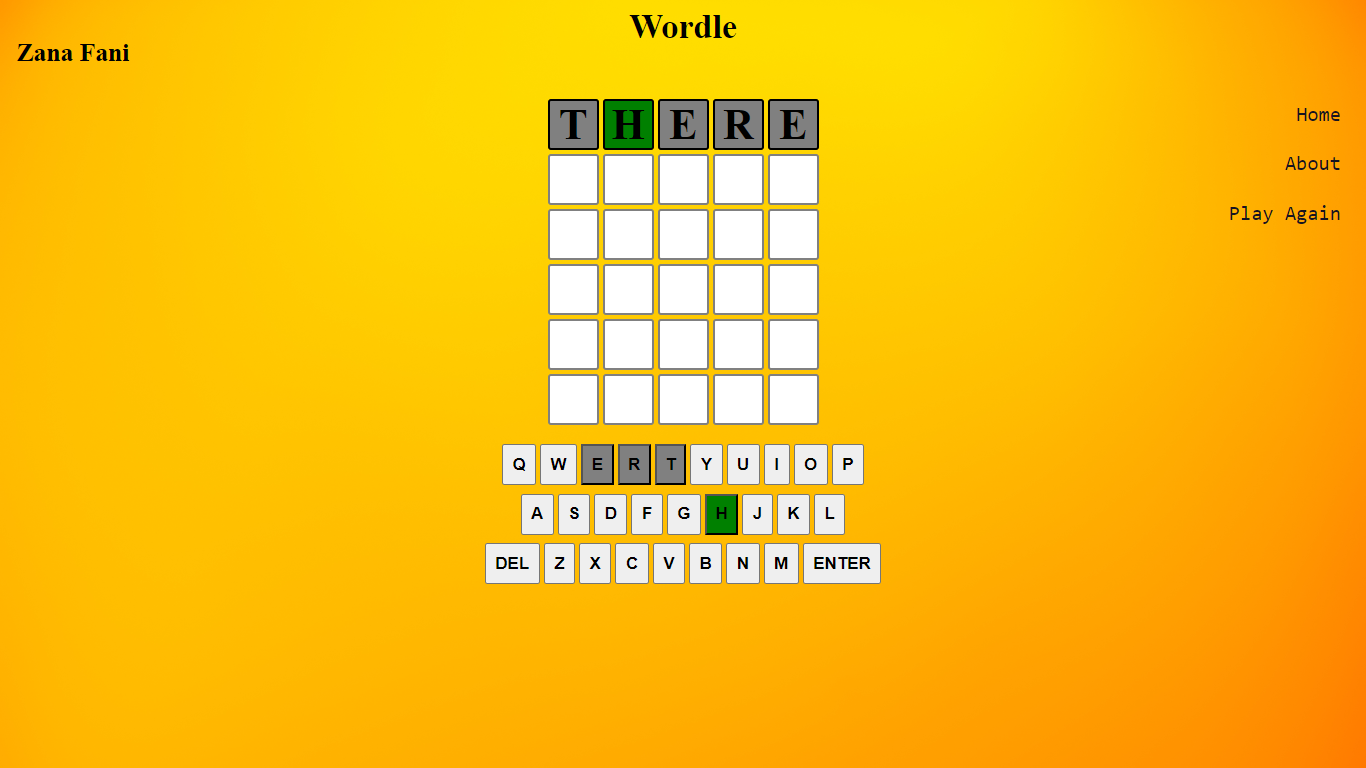 Wordle
Zana Fani
T H E R E
Home
About
Play Again
Q W E R T Y U I O P
A S D F G H J K L
DEL Z X C V B N M ENTER